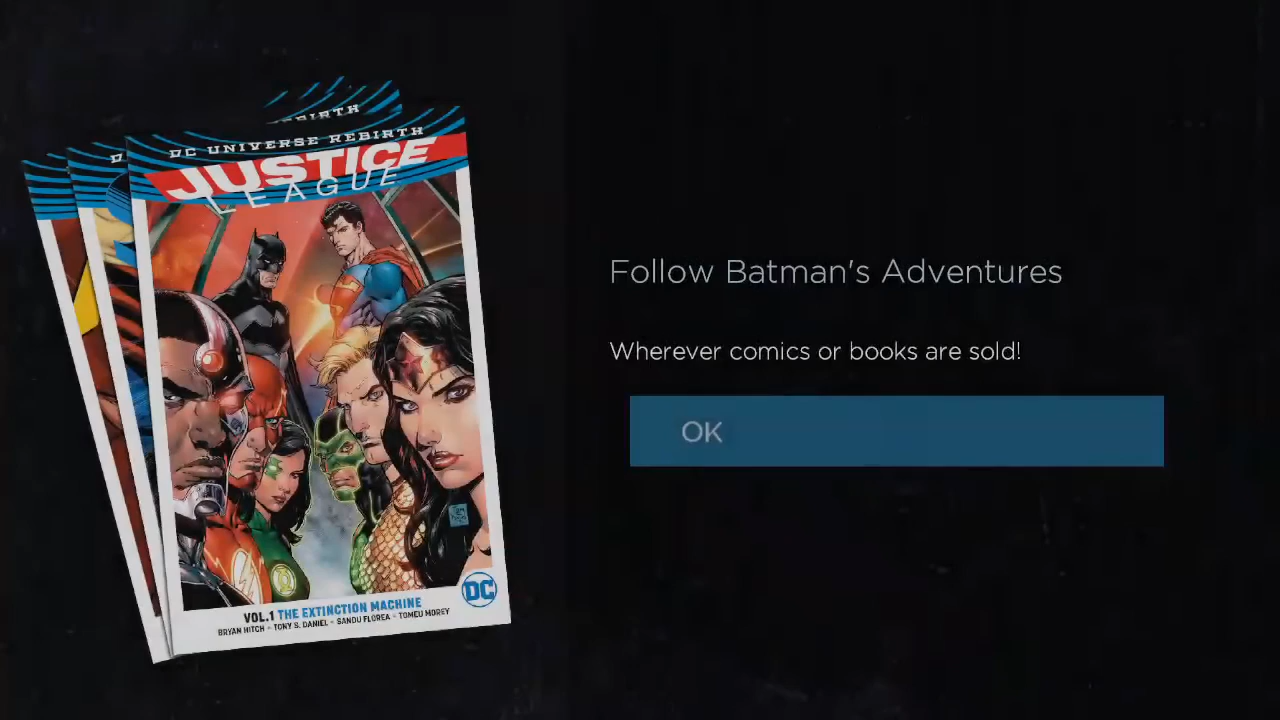 REBIRTH
D
DC UNIVERSE REBIRTH
JUSTICE
LEAGUE
VOL.1 THE EXTINCTION MACHINE
BRYAN HITCH • TONY S. DANIEL • SANDU FLOREA • TOMEU MOREY
DC
Follow Batman's Adventures
Wherever comics or books are sold!
OK